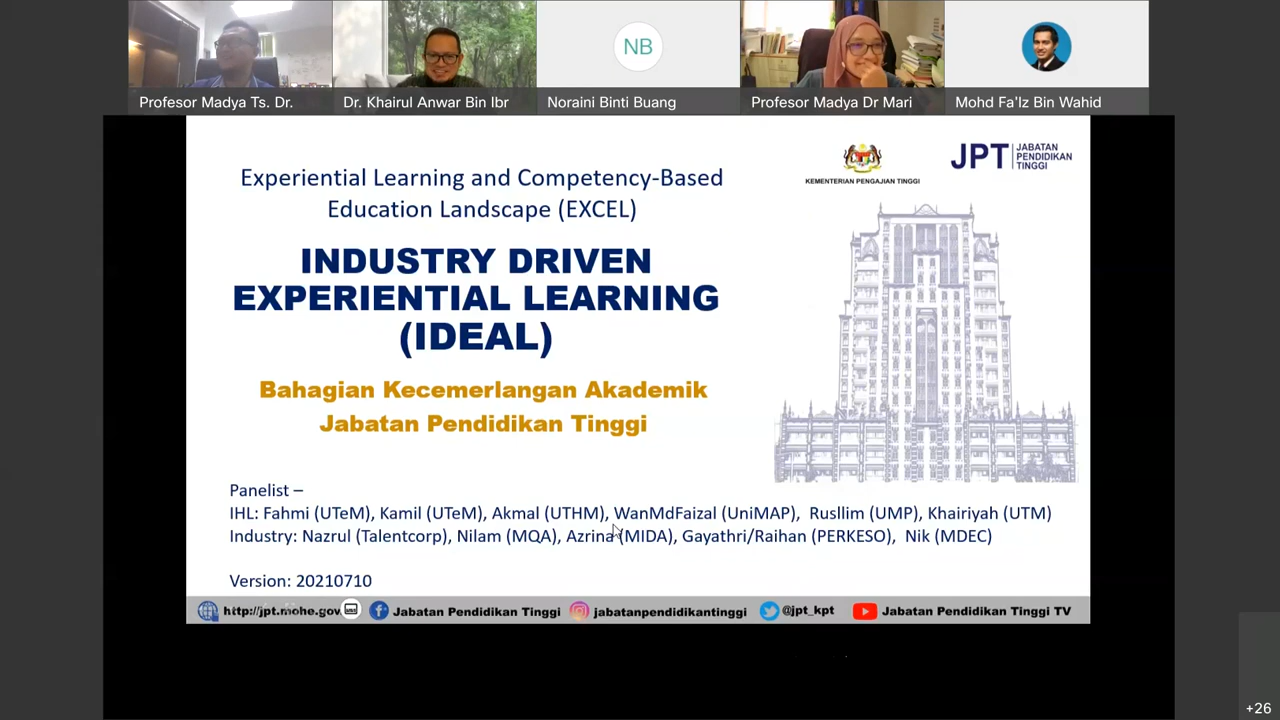 NB
Profesor Madya Ts. Dr.
Dr. Khairul Anwar Bin Ibr
Noraini Binti Buang
Profesor Madya Dr Mari
Mohd Fa'Iz Bin Wahid
Experiential Learning and Competency-Based
Education Landscape (EXCEL)
KEMENTERIAN PENGAJIAN TINGGI
JPT
JABATAN
PENDIDIKAN
TINGGI
INDUSTRY DRIVEN
EXPERIENTIAL LEARNING
(IDEAL)
Bahagian Kecemerlangan Akademik
Jabatan Pendidikan Tinggi
Panelist –
IHL: Fahmi (UTeM), Kamil (UTeM), Akmal (UTHM), WanMdFaizal (UniMAP), Rusllim (UMP), Khairiyah (UTM)
Industry: Nazrul (Talentcorp), Nilam (MQA), Azrina (MIDA), Gayathri/Raihan (PERKESO), Nik (MDEC)
Version: 20210710
http://jpt.mohe.gov
Jabatan Pendidikan Tinggi
jabatanpendidikantinggi
@jpt_kpt
Jabatan Pendidikan Tinggi TV
+26